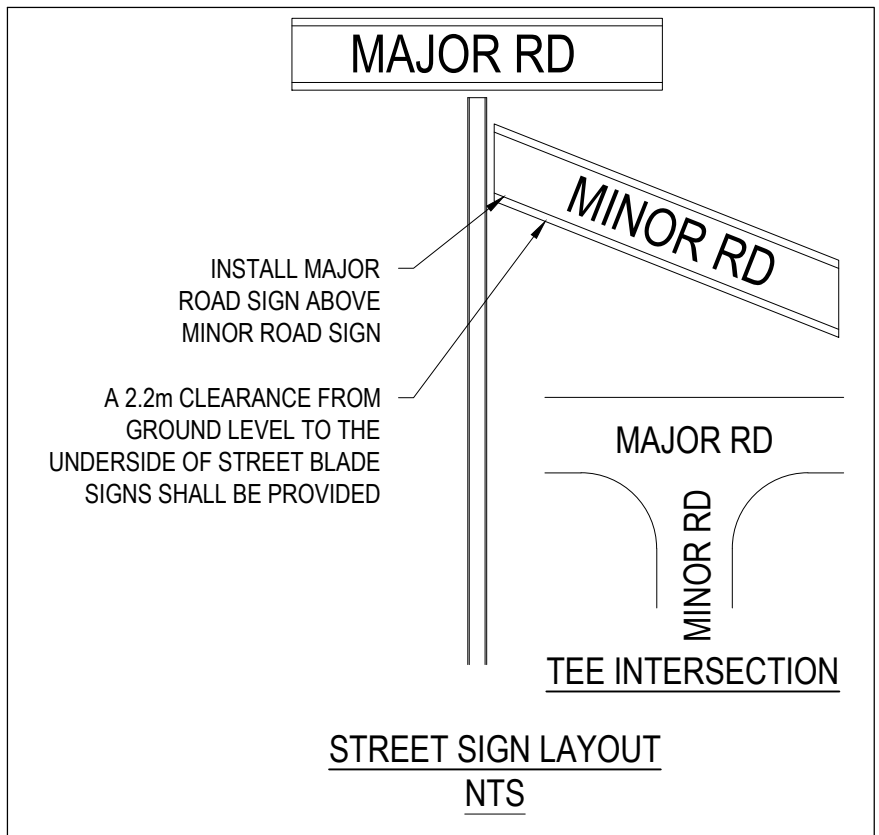 MAJOR RD
MINOR RD
INSTALL MAJOR
ROAD SIGN ABOVE
MINOR ROAD SIGN
A 2.2m CLEARANCE FROM
GROUND LEVEL TO THE
UNDERSIDE OF STREET BLADE
SIGNS SHALL BE PROVIDED
MAJOR RD
MINOR RD
TEE INTERSECTION
STREET SIGN LAYOUT
NTS